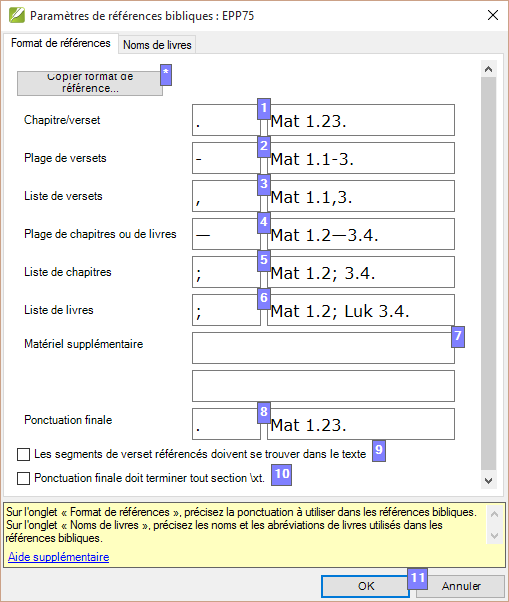 Paramètres de références bibliques : EPP75
Format de références Noms de livres
Copier format de
référence... *
Chapitre/verset . 1 Mat 1.23.
Plage de versets - 2 Mat 1.1-3.
Liste de versets , 3 Mat 1.1,3.
Plage de chapitres ou de livres — 4 Mat 1.2—3.4.
Liste de chapitres ; 5 Mat 1.2; 3.4.
Liste de livres ; 6 Mat 1.2; Luk 3.4.
Matériel supplémentaire 7
Ponctuation finale . 8 Mat 1.23.
Les segments de verset référencés doivent se trouver dans le texte 9
Ponctuation finale doit terminer tout section \xt. 10
Sur l'onglet « Format de références », précisez la ponctuation à utiliser dans les références bibliques.
Sur l'onglet « Noms de livres », précisez les noms et les abréviations de livres utilisés dans les
références bibliques.
Aide supplémentaire
OK 11 Annuler